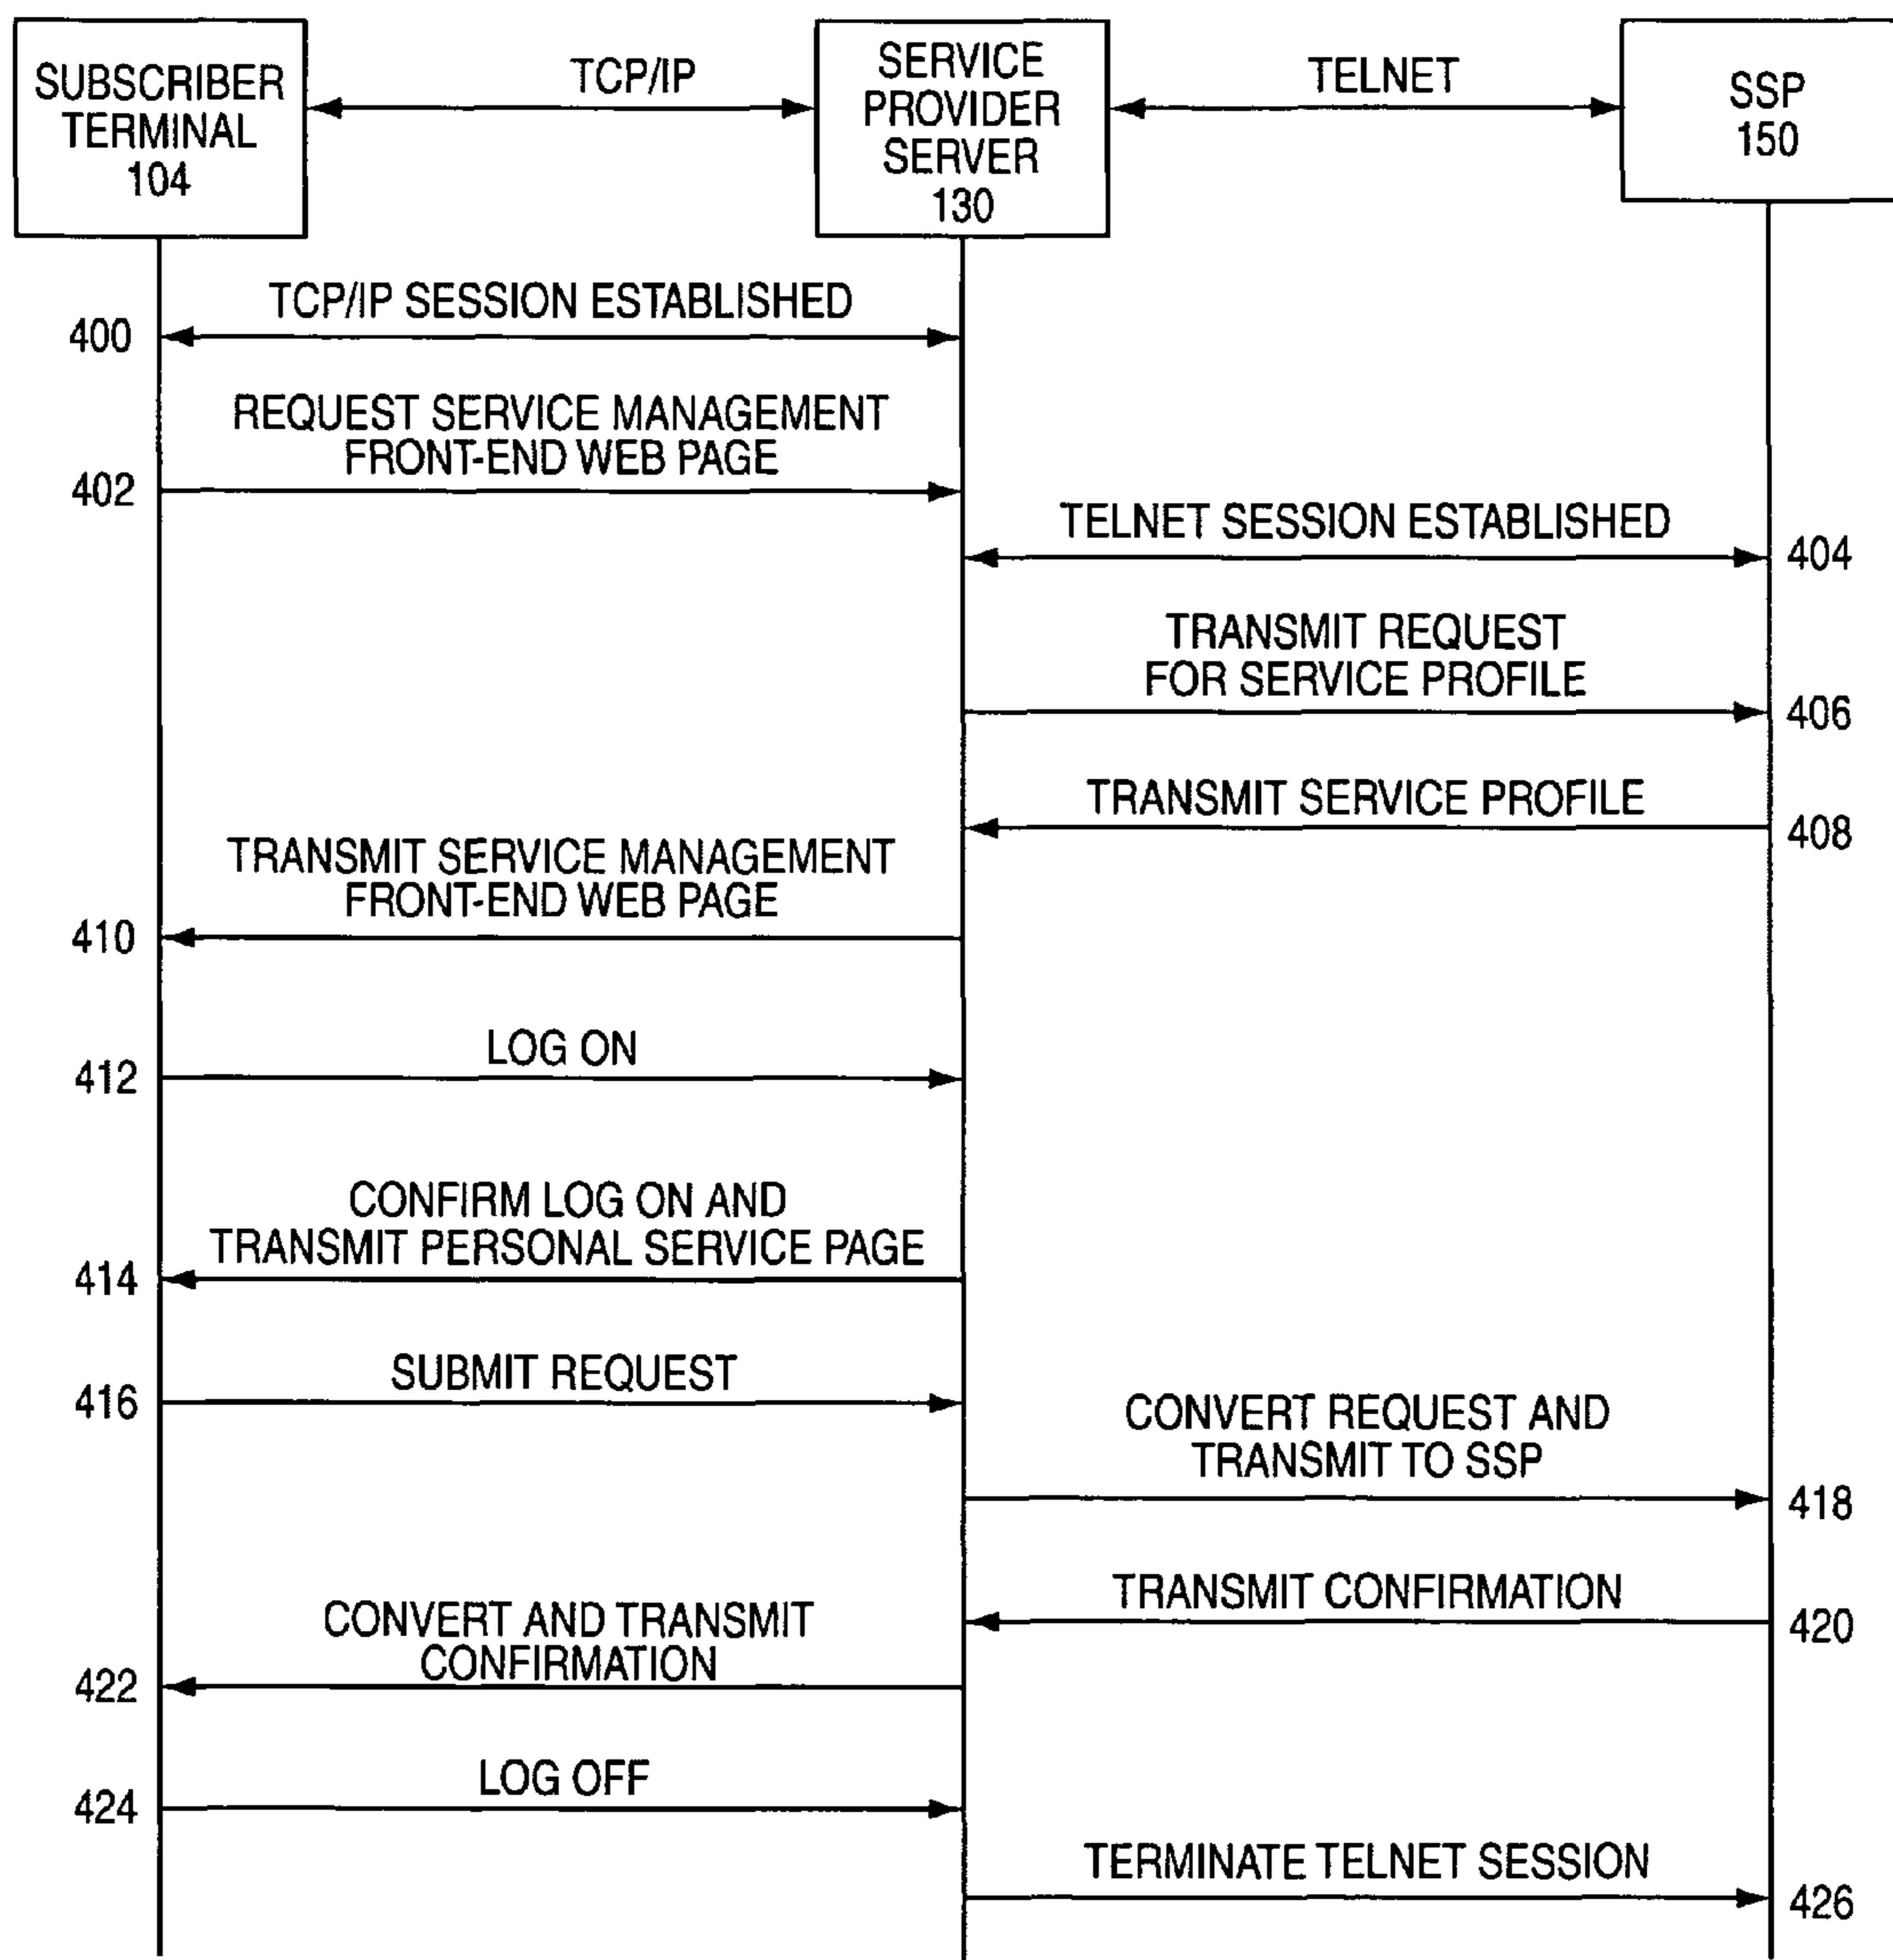 SUBSCRIBER
TERMINAL
104
TCP/IP
SERVICE
PROVIDER
SERVER
130
TELNET
SSP
150
TCP/IP SESSION ESTABLISHED
400
REQUEST SERVICE MANAGEMENT
FRONT-END WEB PAGE
402
TELNET SESSION ESTABLISHED
404
TRANSMIT REQUEST
FOR SERVICE PROFILE
406
TRANSMIT SERVICE PROFILE
408
TRANSMIT SERVICE MANAGEMENT
FRONT-END WEB PAGE
410
LOG ON
412
CONFIRM LOG ON AND
TRANSMIT PERSONAL SERVICE PAGE
414
SUBMIT REQUEST
416
CONVERT REQUEST AND
TRANSMIT TO SSP
418
TRANSMIT CONFIRMATION
420
CONVERT AND TRANSMIT
CONFIRMATION
422
LOG OFF
424
TERMINATE TELNET SESSION
426